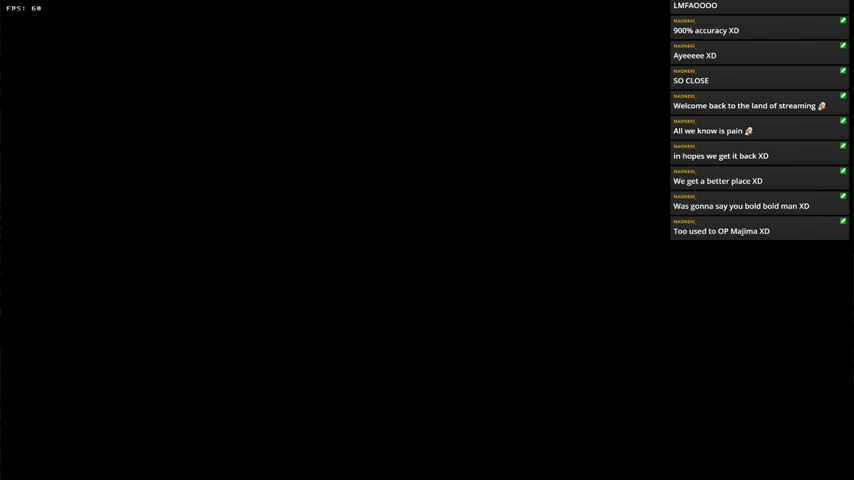 FPS: 60
LMFAOOOO
NAONEKI_
900% accuracy XD
NAONEKI_
Ayeeeee XD
NAONEKI_
SO CLOSE
NAONEKI_
Welcome back to the land of streaming
NAONEKI_
All we know is pain
NAONEKI_
in hopes we get it back XD
NAONEKI_
We get a better place XD
NAONEKI_
Was gonna say you bold bold man XD
NAONEKI_
Too used to OP Majima XD